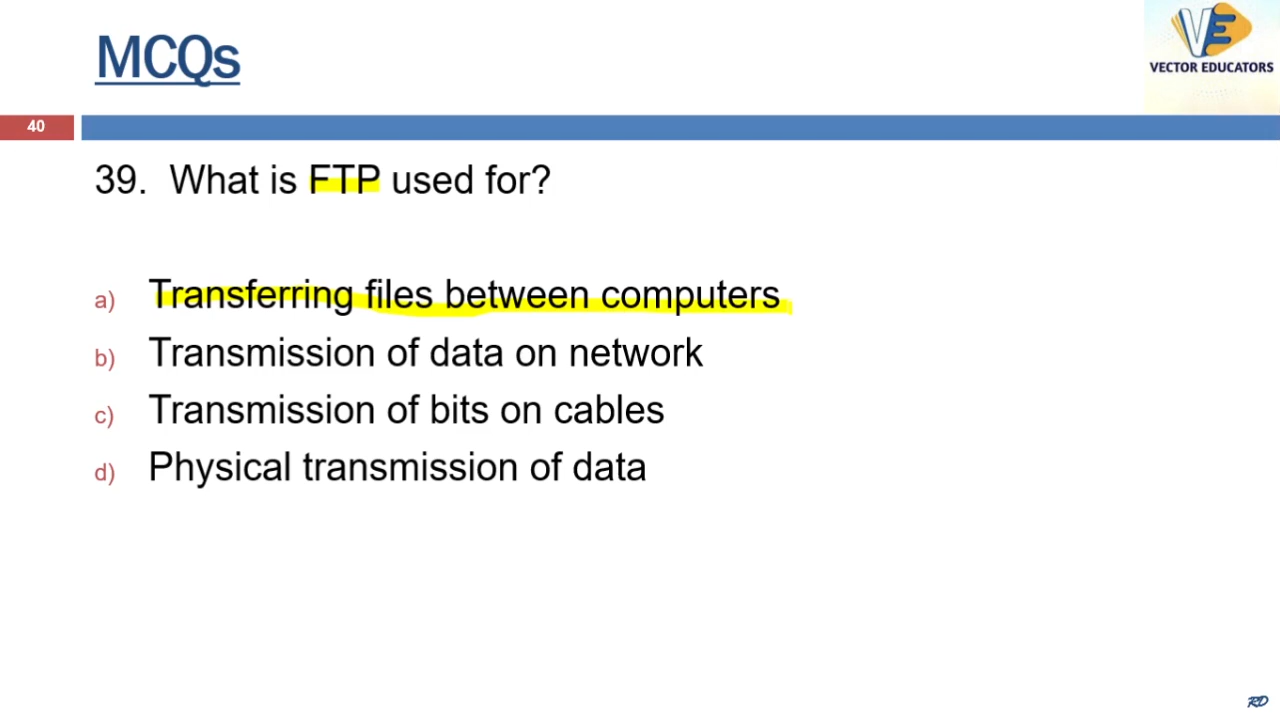 MCQs
VECTOR EDUCATORS
40
39. What is FTP used for?
a) Transferring files between computers
b) Transmission of data on network
c) Transmission of bits on cables
d) Physical transmission of data
RD